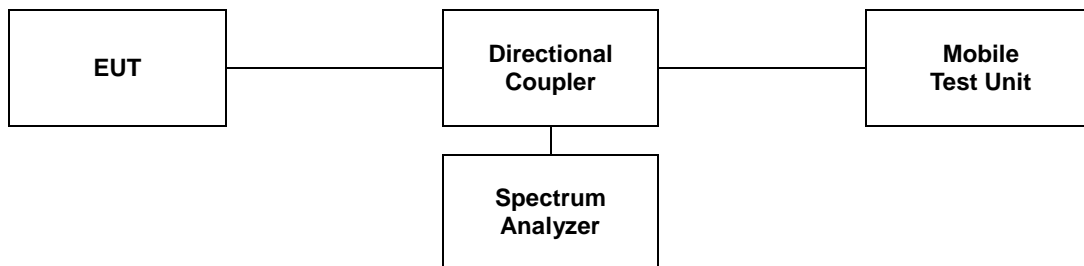 EUT
Directional
Coupler
Mobile
Test Unit
Spectrum
Analyzer